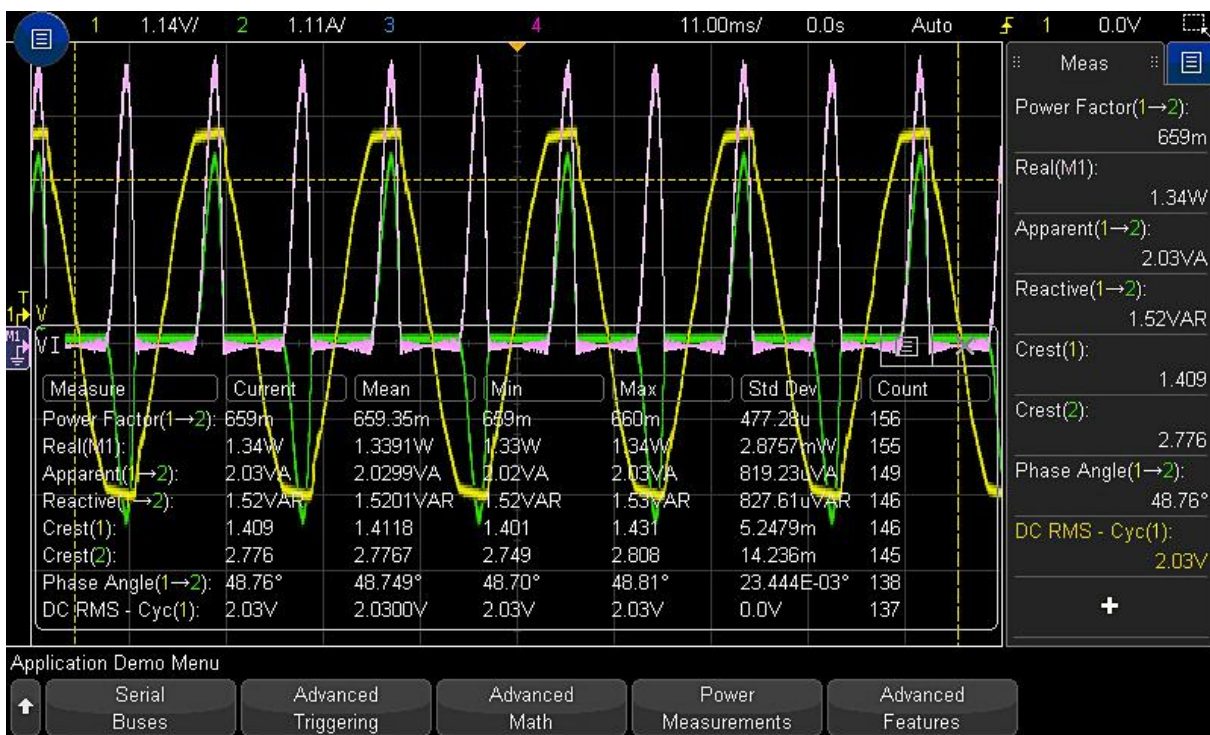 1 1.14V/ 2 1.11A/ 3 4 11.00ms/ 0.0s Auto 1 0.0V
T
1 V
M1
VI
Measure Current Mean Min Max Std Dev Count
Power Factor(1→2): 659m 659.35m 659m 660m 477.28u 156
Real(M1): 1.34W 1.3391W 1.33W 1.34W 2.8757mW 155
Apparent(1→2): 2.03VA 2.0299VA 2.02VA 2.03VA 819.23uVA 149
Reactive(1→2): 1.52VAR 1.5201VAR 1.52VAR 1.53VAR 827.61uVAR 146
Crest(1): 1.409 1.4118 1.401 1.431 5.2479m 146
Crest(2): 2.776 2.7767 2.749 2.808 14.236m 145
Phase Angle(1→2): 48.76° 48.749° 48.70° 48.81° 23.444E-03° 138
DC RMS - Cyc(1): 2.03V 2.0300V 2.03V 2.03V 0.0V 137
Meas
Power Factor(1→2):
659m
Real(M1):
1.34W
Apparent(1→2):
2.03VA
Reactive(1→2):
1.52VAR
Crest(1):
1.409
Crest(2):
2.776
Phase Angle(1→2):
48.76°
DC RMS - Cyc(1):
2.03V
+
Application Demo Menu
Serial
Buses
Advanced
Triggering
Advanced
Math
Power
Measurements
Advanced
Features